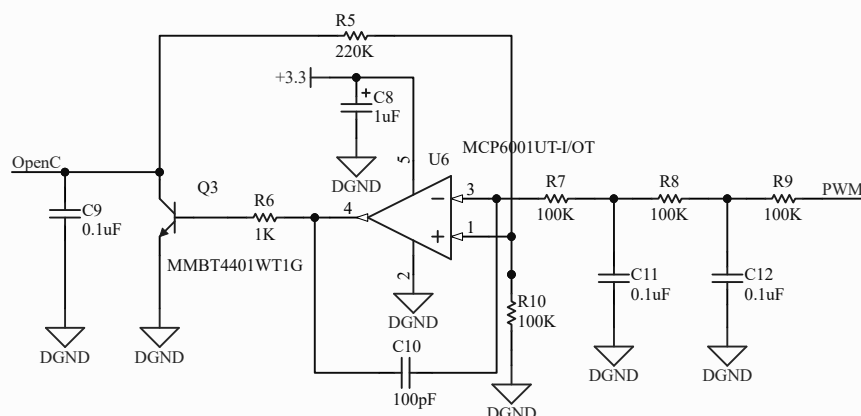 R5
220K
+3.3
C8
1uF
DGND
5
U6
MCP6001UT-I/OT
OpenC
Q3
C9
0.1uF
R6
1K
MMBT4401WT1G
4
3
1
2
R7
100K
R8
100K
R9
100K
PWM
C11
0.1uF
C12
0.1uF
R10
100K
DGND
DGND
DGND
C10
100pF
DGND
DGND
DGND